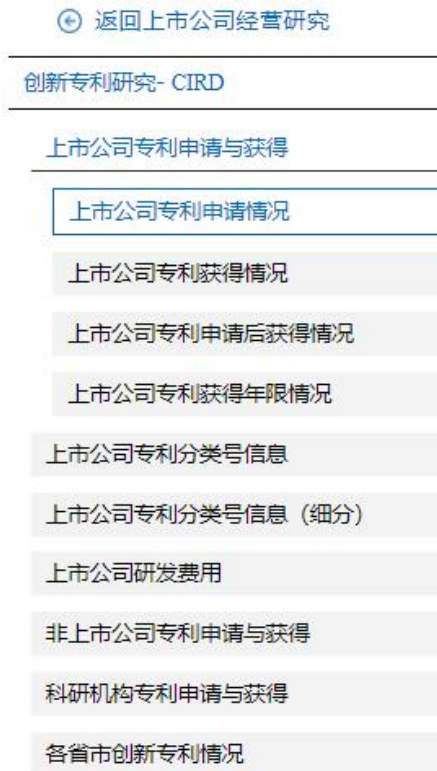 返回上市公司经营研究
创新专利研究- CIRD
上市公司专利申请与获得
上市公司专利申请情况
上市公司专利获得情况
上市公司专利申请后获得情况
上市公司专利获得年限情况
上市公司专利分类号信息
上市公司专利分类号信息（细分）
上市公司研发费用
非上市公司专利申请与获得
科研机构专利申请与获得
各省市创新专利情况